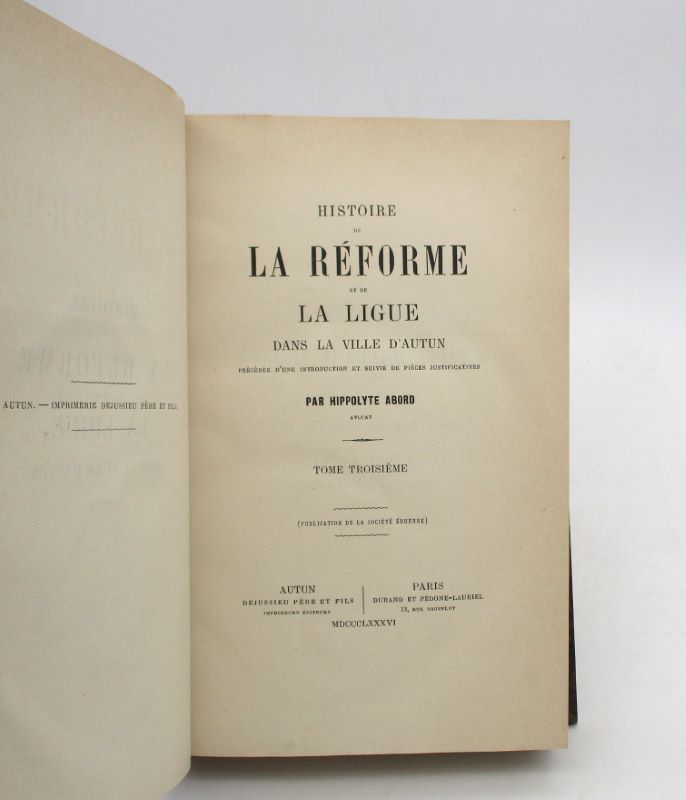 AUTUN. — IMPRIMERIE DEJUSSIEU PÈRE ET FILS.
HISTOIRE
DE
LA RÉFORME
ET DE
LA LIGUE
DANS LA VILLE D'AUTUN
PRÉCÉDÉE D'UNE INTRODUCTION ET SUIVIE DE PIÈCES JUSTIFICATIVES
PAR HIPPOLYTE ABORD
AVOCAT
TOME TROISIÈME
(PUBLICATION DE LA SOCIÉTÉ ÉDUENNE)
AUTUN
DEJUSSIEU PÈRE ET FILS
IMPRIMEURS ÉDITEURS
PARIS
DURAND ET PÉDONE-LAURIEL
13, RUE SOUFFLOT
MDCCCLXXXVI